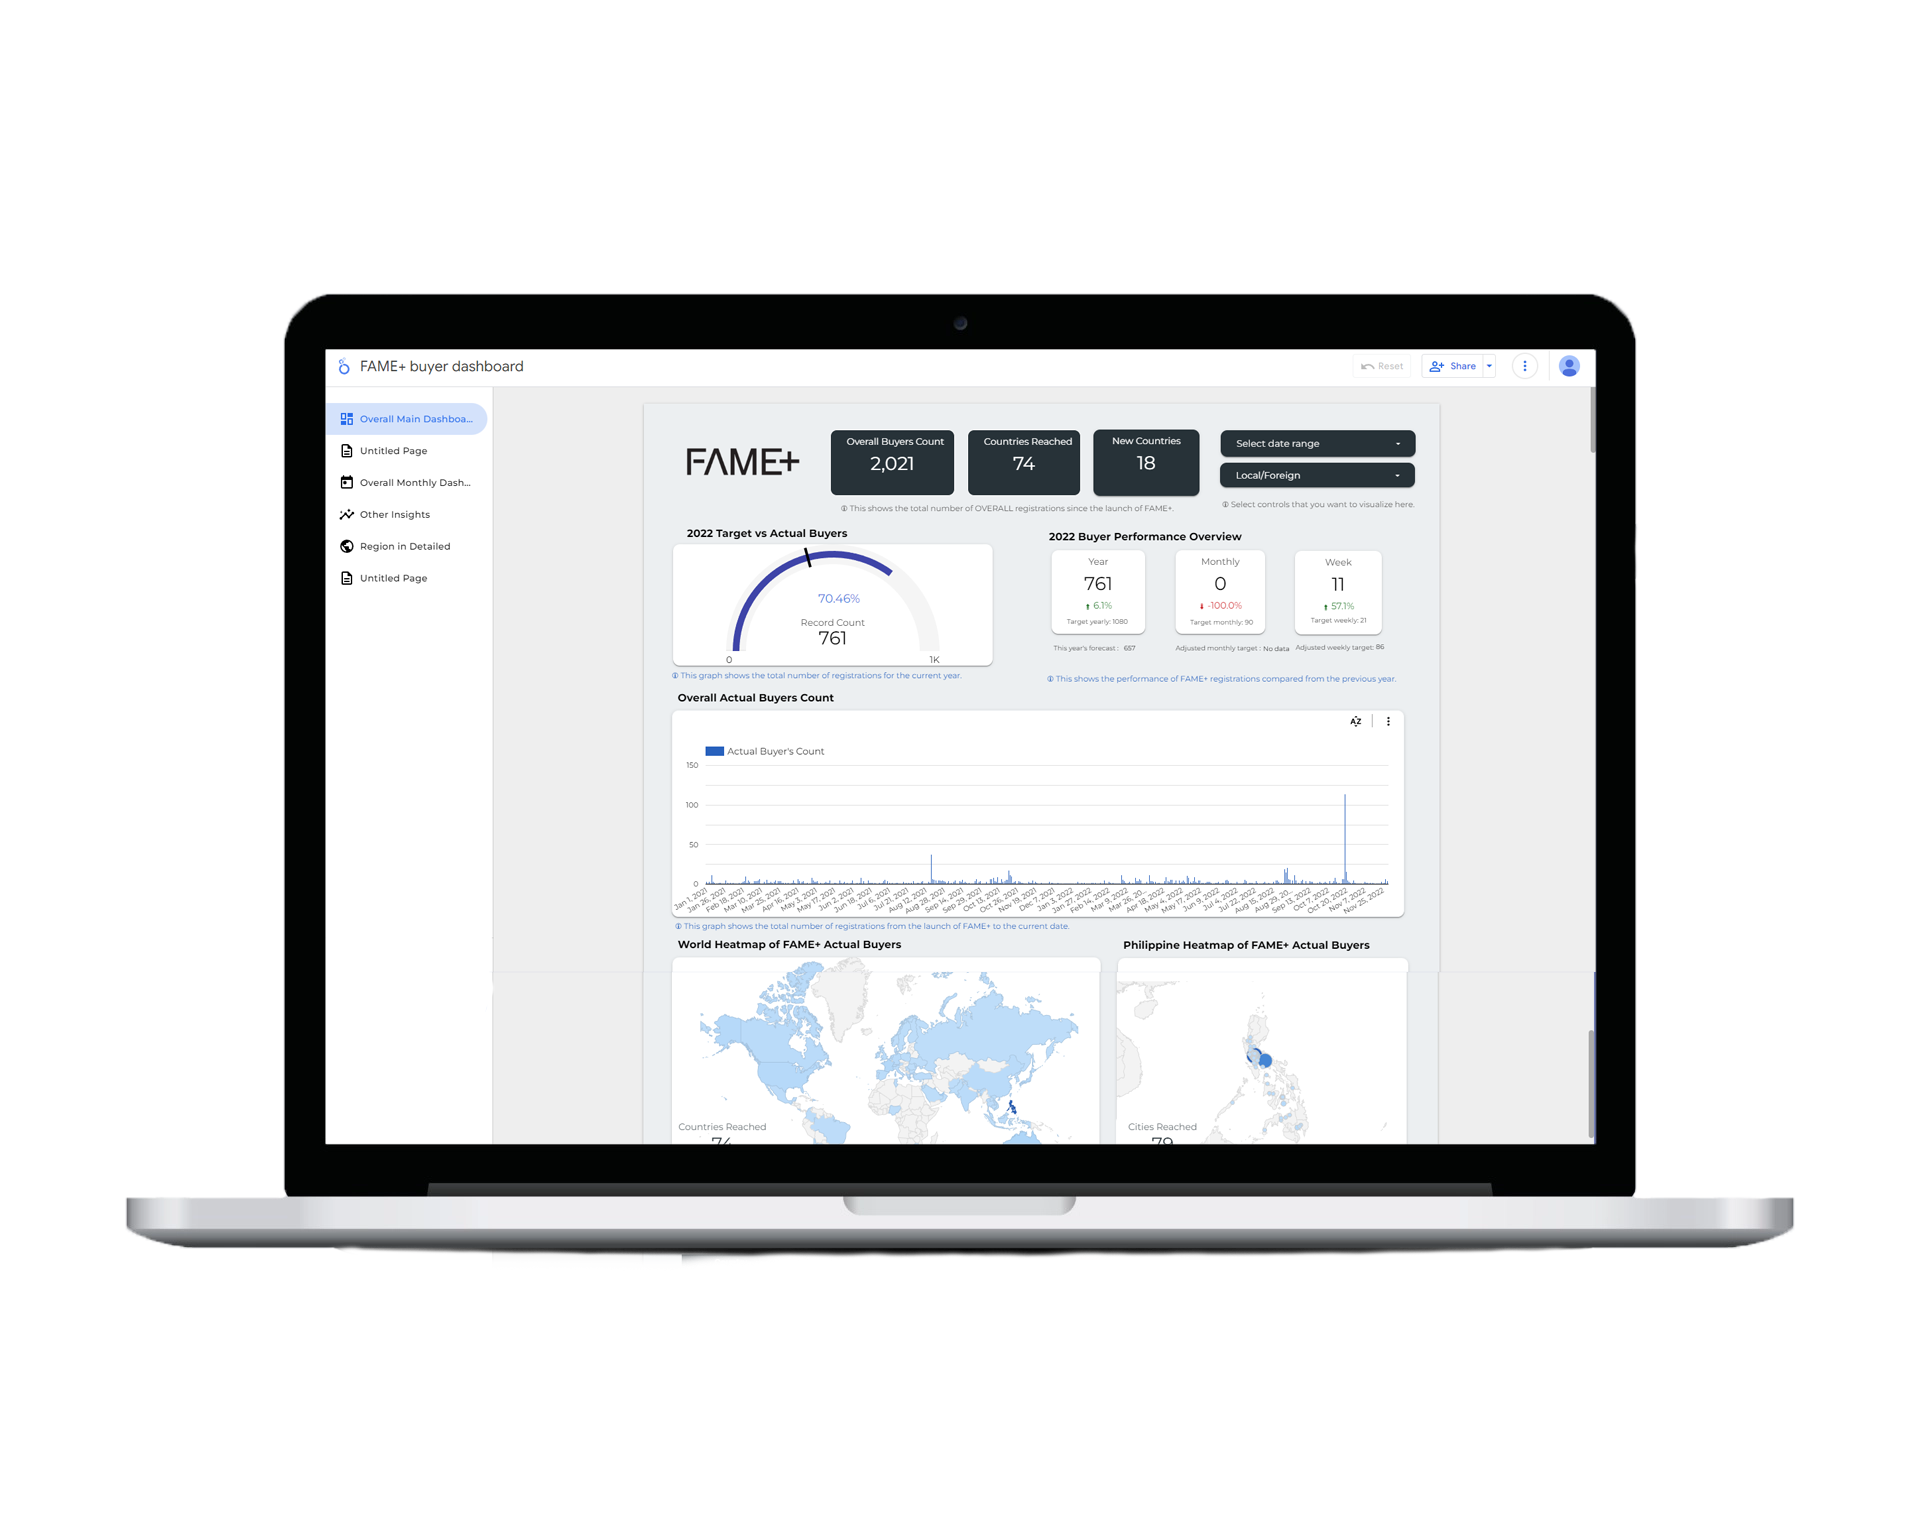 FAME+ buyer dashboard
Reset
Share
Overall Main Dashboa...
Untitled Page
Overall Monthly Dash...
Other Insights
Region in Detailed
Untitled Page
FAME+
Overall Buyers Count
2,021
Countries Reached
74
New Countries
18
Select date range
Local/Foreign
This shows the total number of OVERALL registrations since the launch of FAME+.
Select controls that you want to visualize here.
2022 Target vs Actual Buyers
70.46%
Record Count
761
0
1K
This graph shows the total number of registrations for the current year.
2022 Buyer Performance Overview
Year
761
6.1%
Target yearly: 1080
This year's forecast : 657
Monthly
0
-100.0%
Target monthly: 90
Adjusted monthly target : No data
Week
11
57.1%
Target weekly: 21
Adjusted weekly target: 86
This shows the performance of FAME+ registrations compared from the previous year.
Overall Actual Buyers Count
AZ
Actual Buyer's Count
150
100
50
0
Jan 1, 2021
Jan 26, 2021
Feb 18, 2021
Mar 10, 2021
Mar 25, 2021
Apr 16, 2021
May 3, 2021
May 17, 2021
Jun 2, 2021
Jun 18, 2021
Jul 6, 2021
Jul 21, 2021
Aug 12, 2021
Aug 28, 2021
Sep 14, 2021
Sep 29, 2021
Oct 13, 2021
Oct 26, 2021
Nov 19, 2021
Dec 7, 2021
Jan 3, 2022
Jan 27, 2022
Feb 14, 2022
Mar 9, 2022
Mar 26, 20...
Apr 18, 2022
May 4, 2022
May 17, 2022
Jun 9, 2022
Jul 4, 2022
Jul 22, 2022
Aug 15, 2022
Aug 29, 20...
Sep 13, 2022
Oct 7, 2022
Oct 20, 2022
Nov 7, 2022
Nov 25, 2022
This graph shows the total number of registrations from the launch of FAME+ to the current date.
World Heatmap of FAME+ Actual Buyers
Countries Reached
74
Philippine Heatmap of FAME+ Actual Buyers
Cities Reached
79